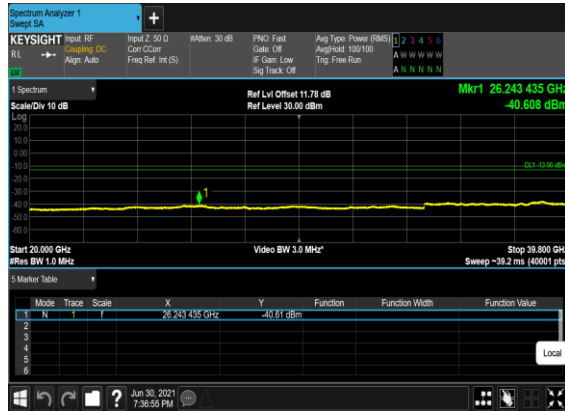 Spectrum Analyzer 1
Swept SA
+
KEYSIGHT Input: RF Input Z: 50 Ω #Atten: 30 dB PNO: Fast Avg Type: Power (RMS) 1 2 3 4 5 6
RL Coupling: DC Corr CCorr Gate: Off Avg|Hold: 100/100 A W W W W W
Align: Auto Freq Ref: Int (S) IF Gain: Low Trig: Free Run A N N N N N
Sig Track: Off
1 Spectrum Ref Lvl Offset 11.78 dB Mkr1 26.243 435 GHz
Scale/Div 10 dB Ref Level 30.00 dBm -40.608 dBm
Log
20.0
10.0
0.00
-10.0 DL1 -13.00 dBm
-20.0
-30.0
-40.0 1
-50.0
-60.0
Start 20.000 GHz Video BW 3.0 MHz* Stop 39.800 GHz
#Res BW 1.0 MHz Sweep ~39.2 ms (40001 pts)
5 Marker Table
Mode Trace Scale X Y Function Function Width Function Value
1 N 1 f 26.243 435 GHz -40.61 dBm
2
3
4
5
6
Local
? Jun 30, 2021
7:36:55 PM